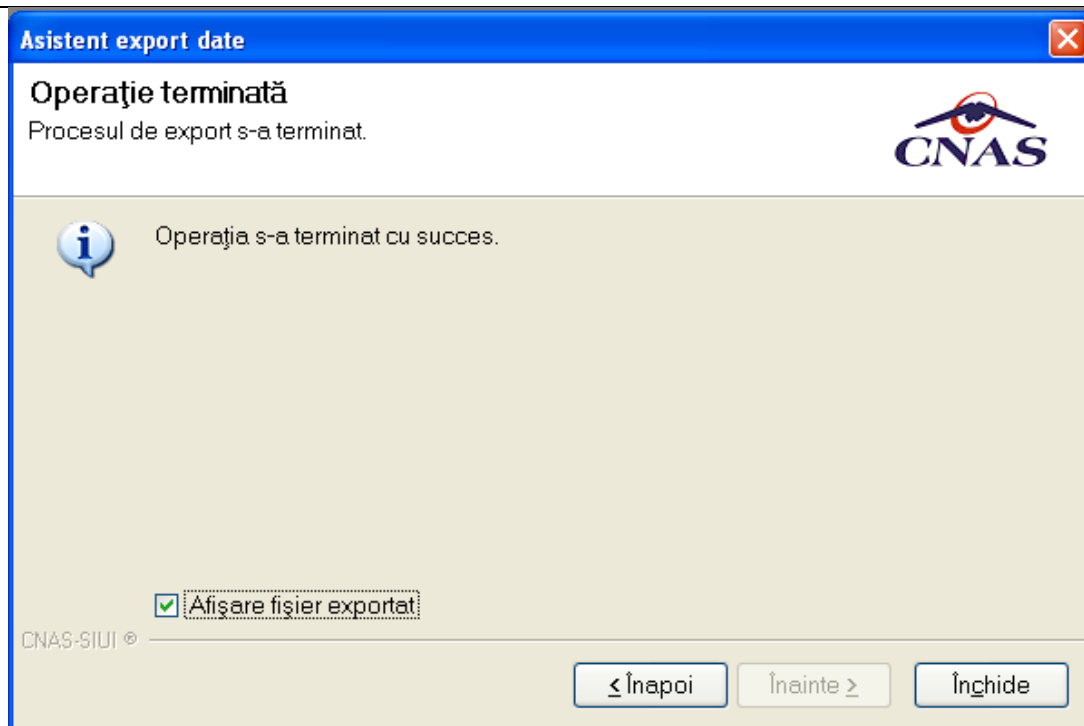 Asistent export date
Operaţie terminată
Procesul de export s-a terminat.
CNAS
Operaţia s-a terminat cu succes.
Afişare fişier exportat
CNAS-SIUI ®
< Înapoi
Înainte >
Închide